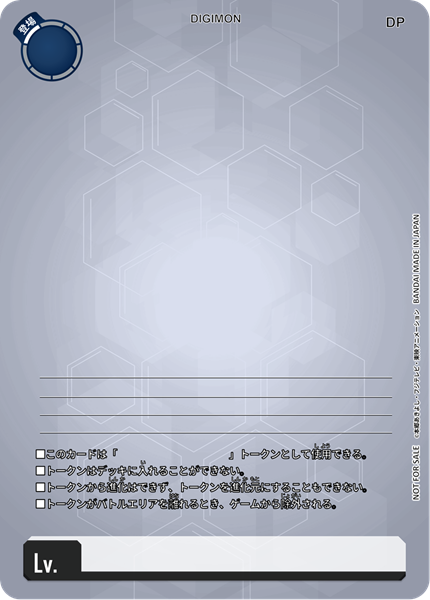 DIGIMON
登場
DP
■このカードは「 」トークンとして使用できる。
■トークンはデッキに入れることができない。
■トークンから進化はできず、トークンを進化元にすることもできない。
■トークンがバトルエリアを離れるとき、ゲームから除外される。
Lv.
NOT FOR SALE ©本郷あきよし・フジテレビ・東映アニメーション BANDAI MADE IN JAPAN